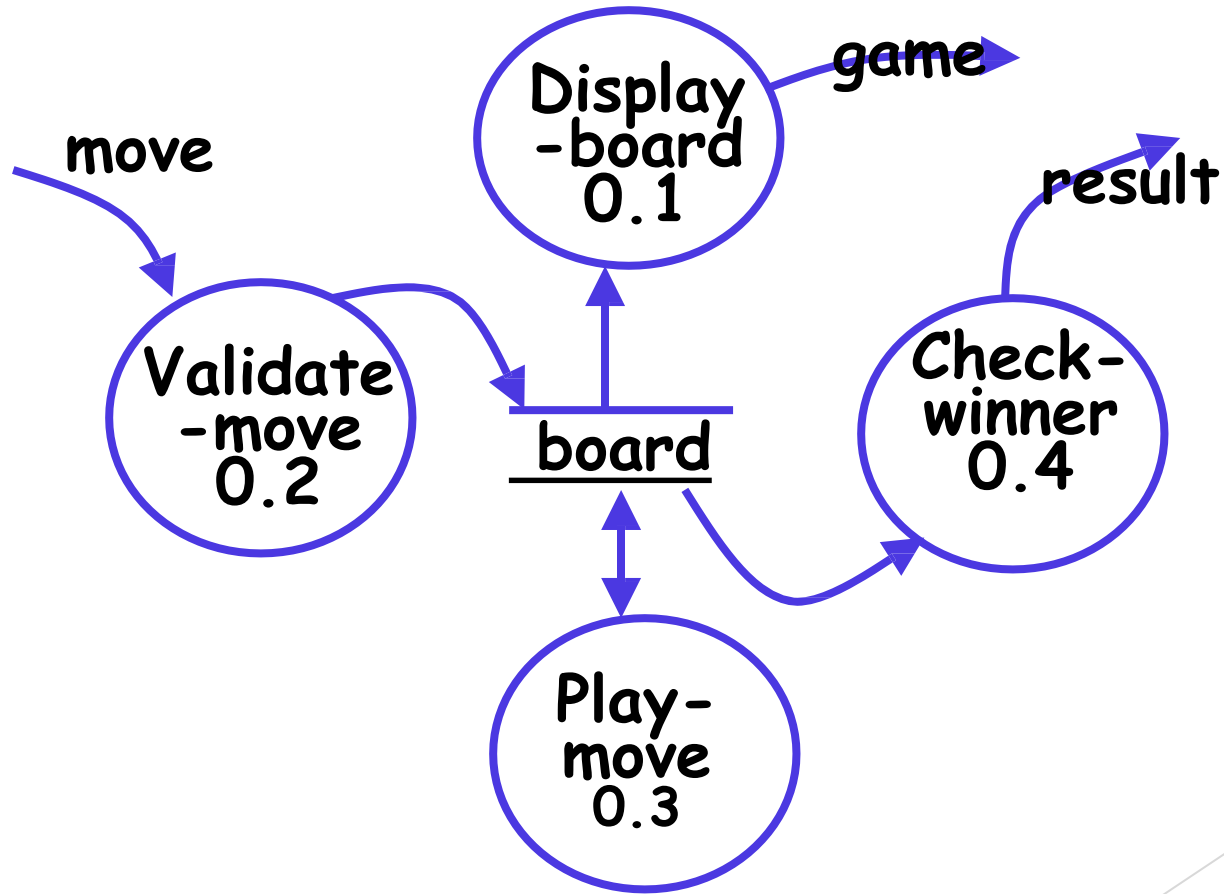 game
Display
-board
0.1
move
result
Validate
-move
0.2
board
Check-
winner
0.4
Play-
move
0.3